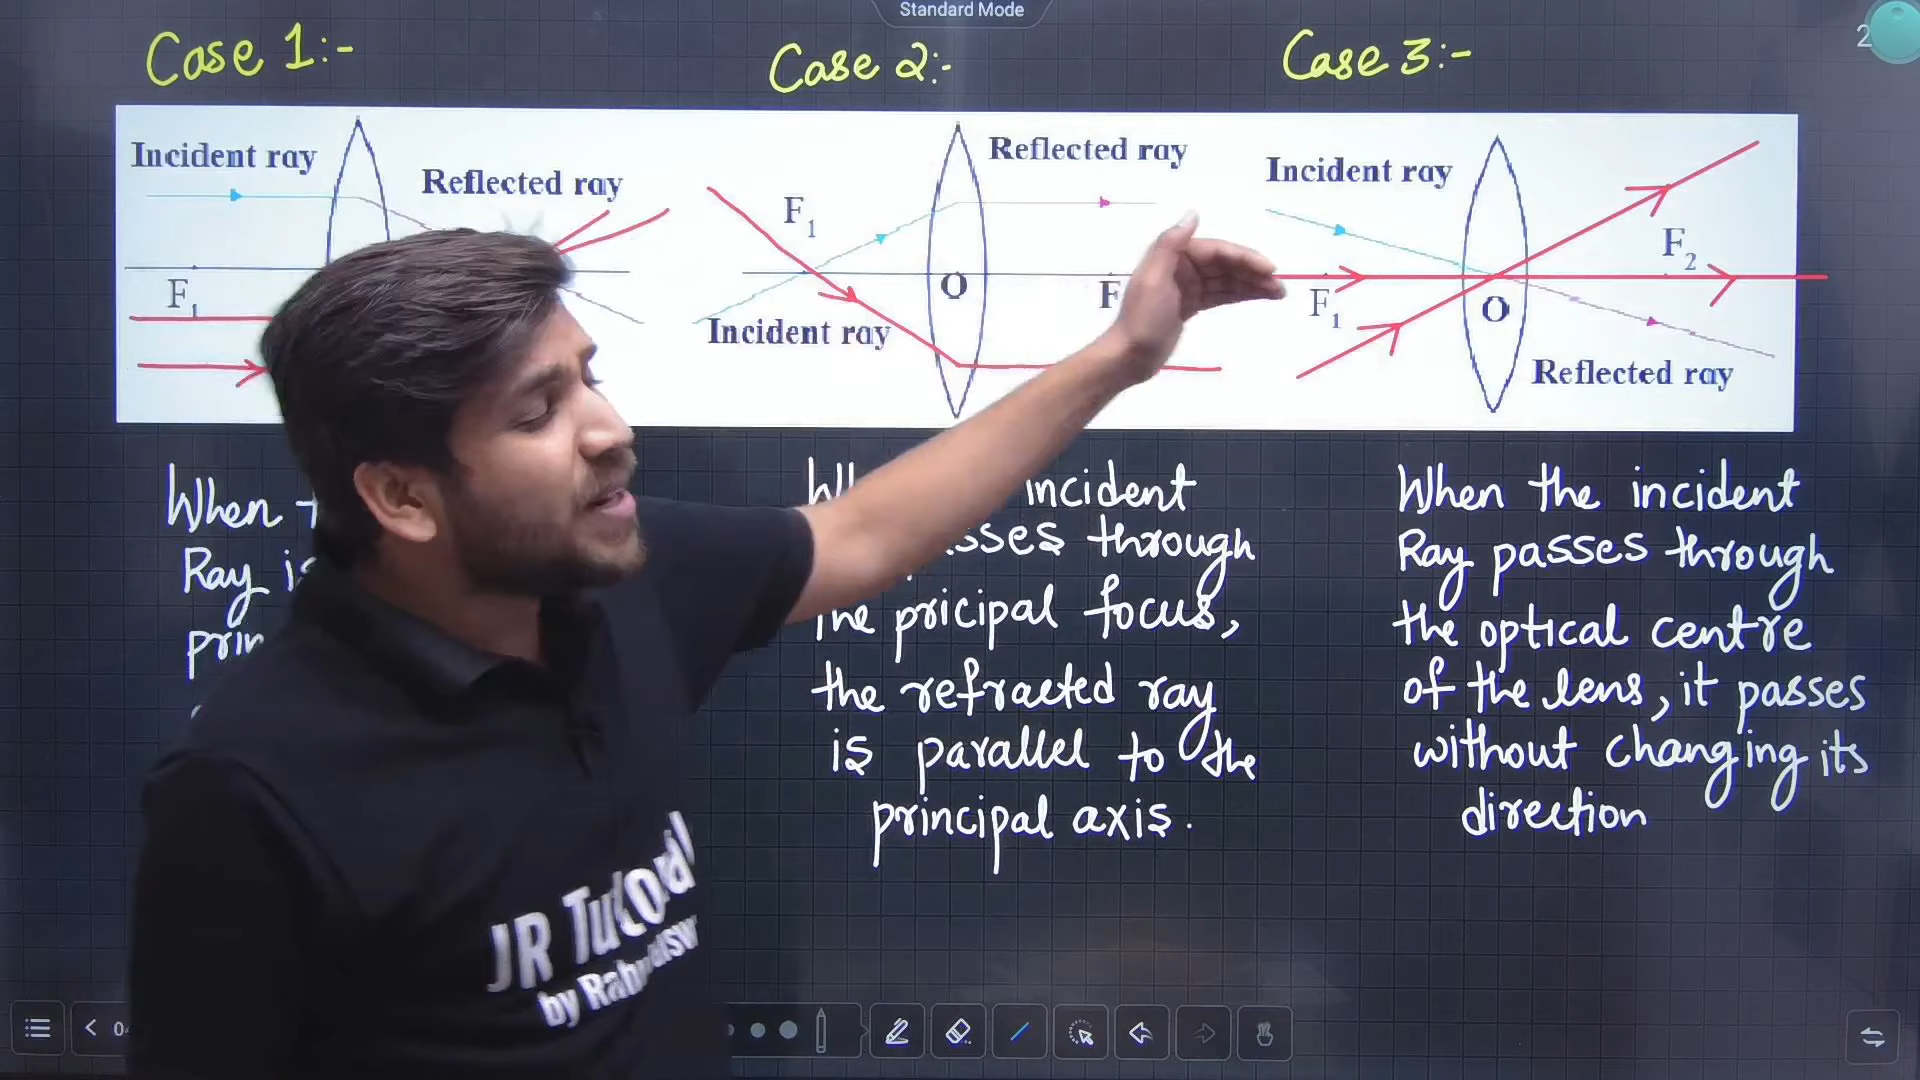 Standard Mode
2
Case 1:-
Case 2:-
Case 3:-
Incident ray
Reflected ray
F1
Reflected ray
F1
O
F
Incident ray
Incident ray
F2
F1
O
Reflected ray
When
Ray is
incident
through
the pricipal focus,
the refracted ray
is parallel to the
principal axis.
When the incident
Ray passes through
the optical centre
of the lens, it passes
without changing its
direction
JR Tutorial
by